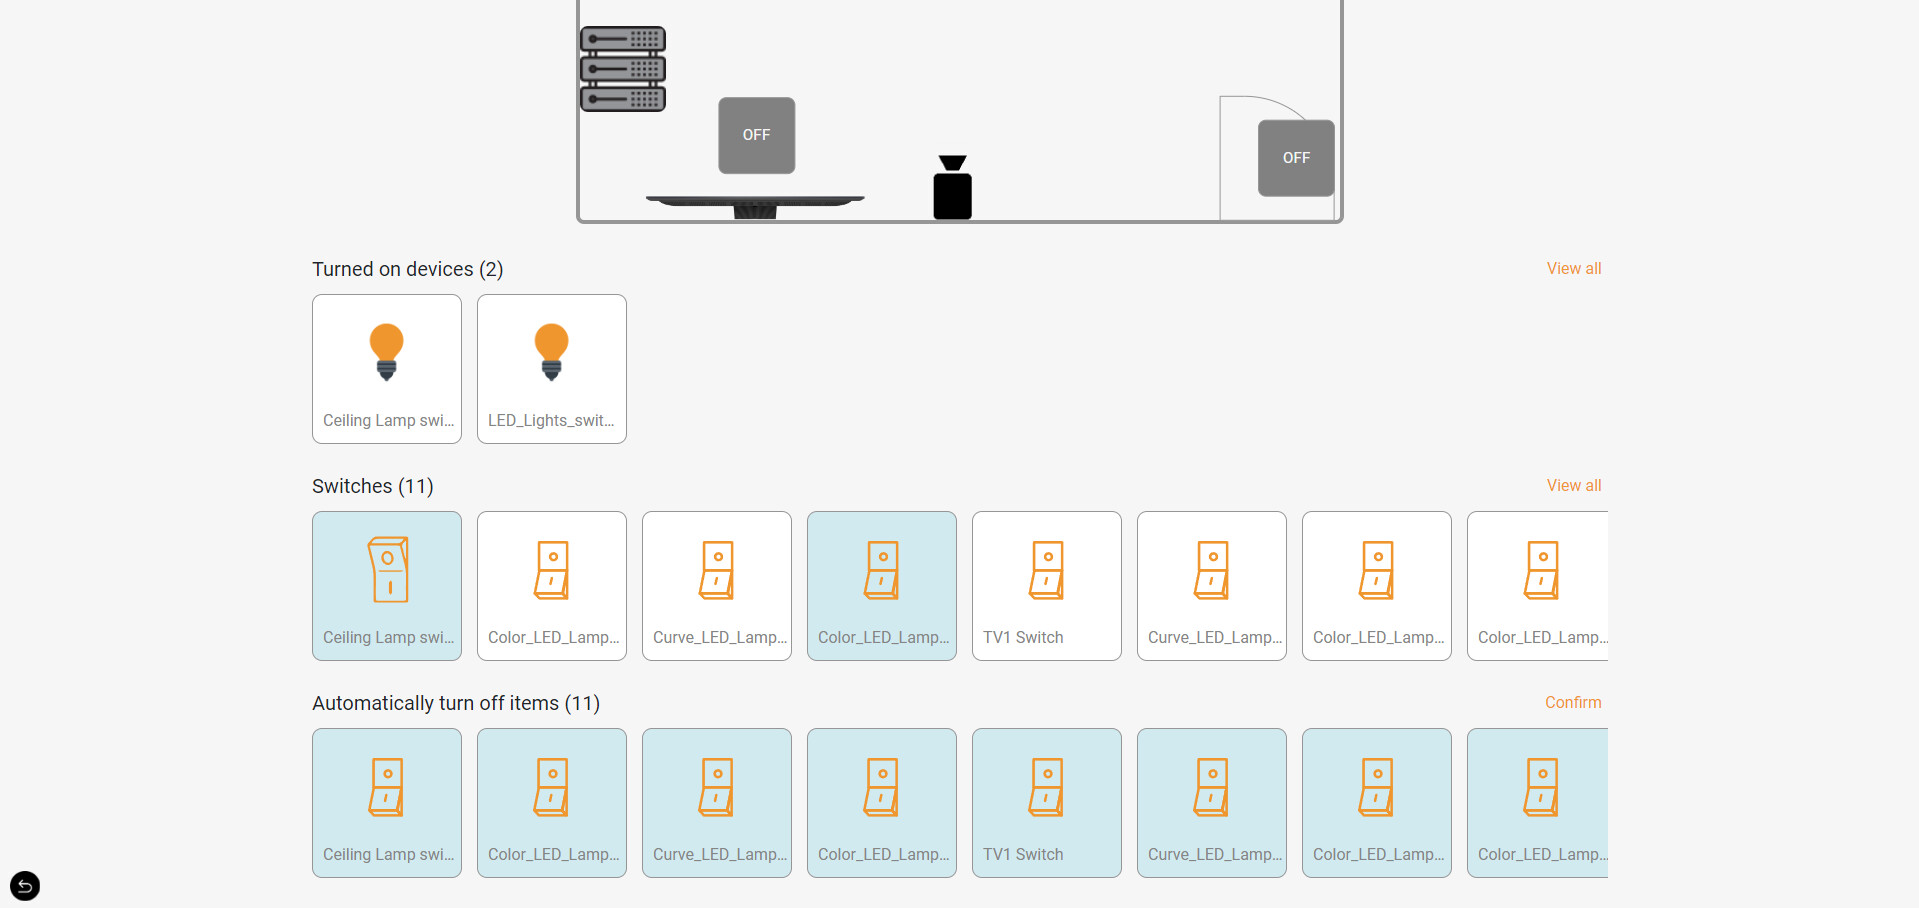 OFF
OFF
Turned on devices (2)
View all
Ceiling Lamp swi...
LED_Lights_swit...
Switches (11)
View all
Ceiling Lamp swi...
Color_LED_Lamp...
Curve_LED_Lamp...
Color_LED_Lamp...
TV1 Switch
Curve_LED_Lamp...
Color_LED_Lamp...
Color_LED_Lamp...
Automatically turn off items (11)
Confirm
Ceiling Lamp swi...
Color_LED_Lamp...
Curve_LED_Lamp...
Color_LED_Lamp...
TV1 Switch
Curve_LED_Lamp...
Color_LED_Lamp...
Color_LED_Lamp...